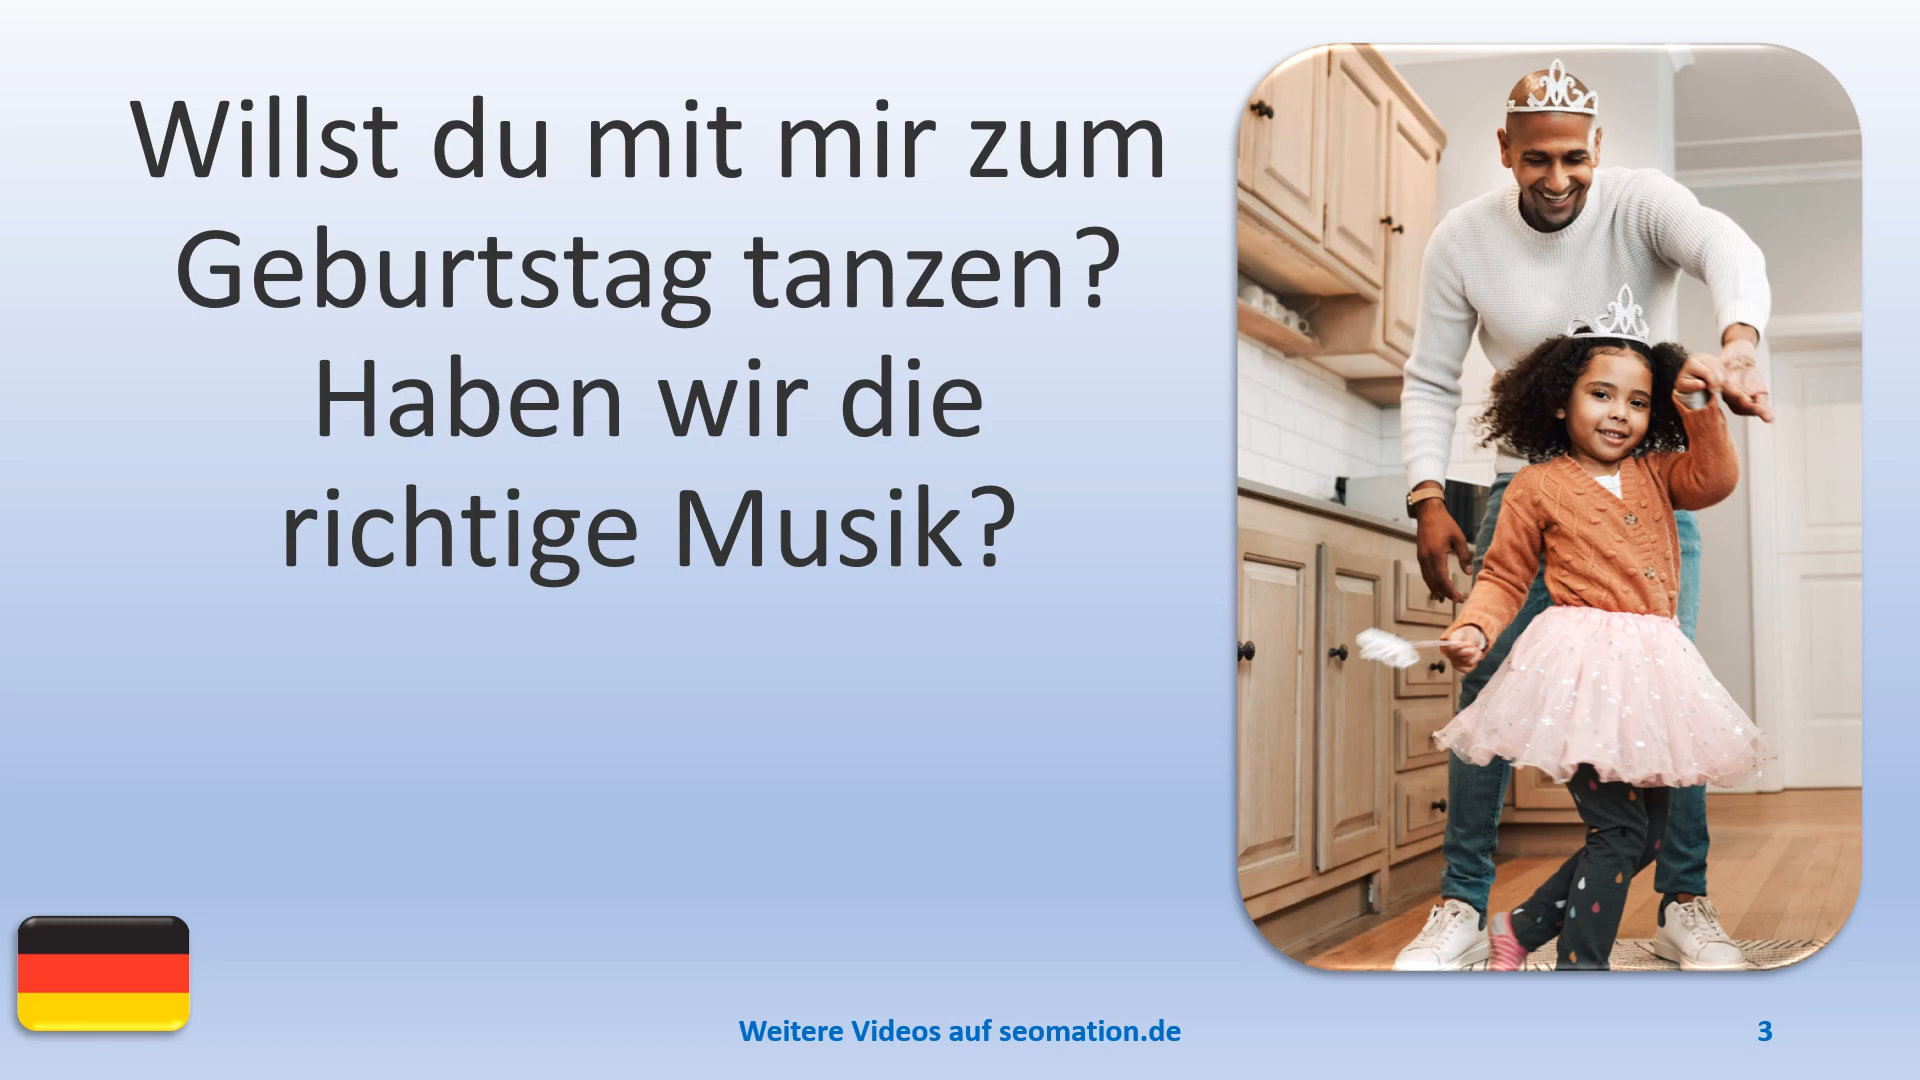 Willst du mit mir zum
Geburtstag tanzen?
Haben wir die
richtige Musik?
Weitere Videos auf seomation.de
3